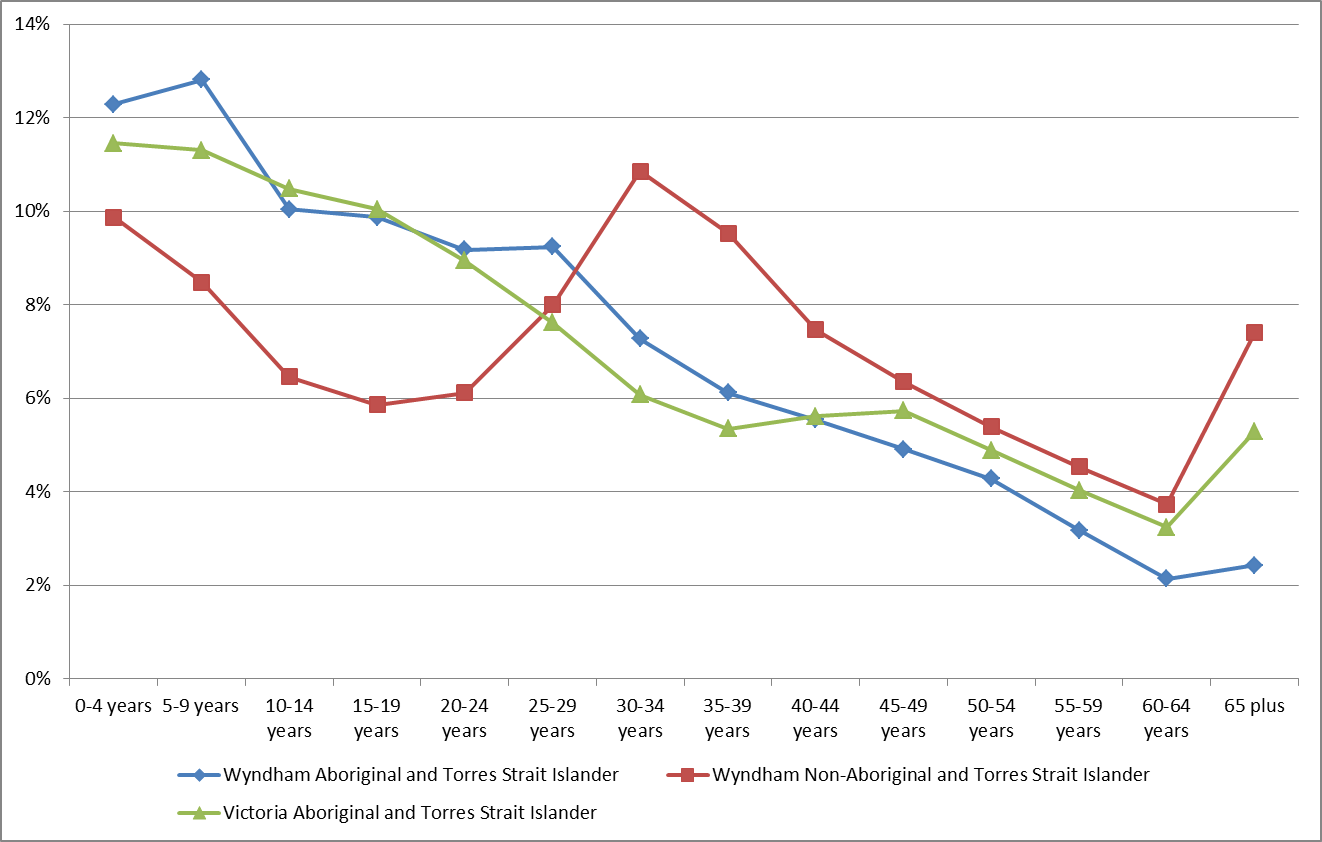 14%
12%
10%
8%
6%
4%
2%
0%
0-4 years 5-9 years 10-14 15-19 20-24 25-29 30-34 35-39 40-44 45-49 50-54 55-59 60-64 65 plus
years years years years years years years years years years years
Wyndham Aboriginal and Torres Strait Islander Wyndham Non-Aboriginal and Torres Strait Islander
Victoria Aboriginal and Torres Strait Islander